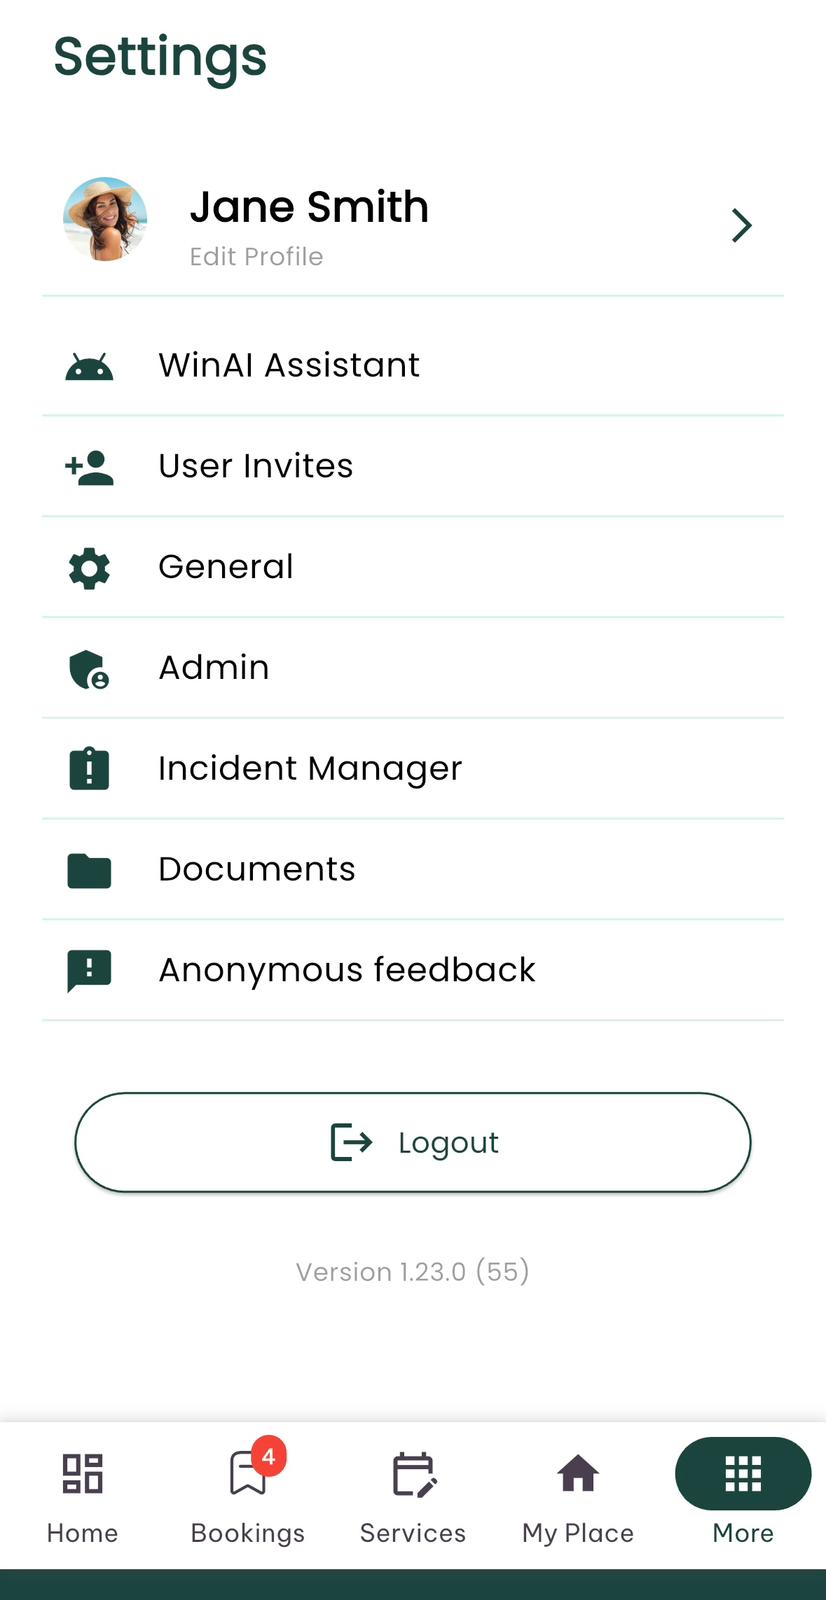 Settings
Jane Smith
Edit Profile
WinAI Assistant
User Invites
General
Admin
Incident Manager
Documents
Anonymous feedback
Logout
Version 1.23.0 (55)
4
Home
Bookings
Services
My Place
More